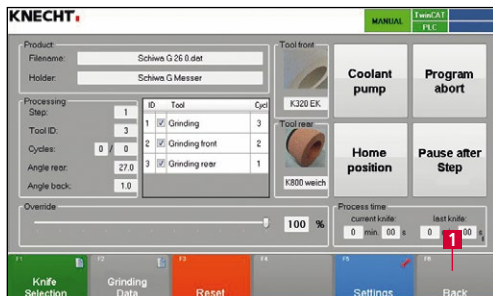 KNECHT
MANUAL
TwinCAT
PLC
Product
Filename:
Schiwa G 26 0.dat
Holder:
Schiwa G Messer
Tool front
K320 EK
Tool rear
K800 weich
Coolant
pump
Program
abort
Home
position
Pause after
Step
Processing
Step:
1
Tool ID:
3
Cycles:
0 / 0
Angle rear:
27.0
Angle back:
1.0
ID Tool Cycl
1 Grinding 3
2 Grinding front 2
3 Grinding rear 1
Override
100 %
Process time
current knife:
last knife:
0 min 00 s
0
00 s
1
F1
Knife
Selection
F2
Grinding
Data
F3
Reset
F4
F5
Settings
F6
Back